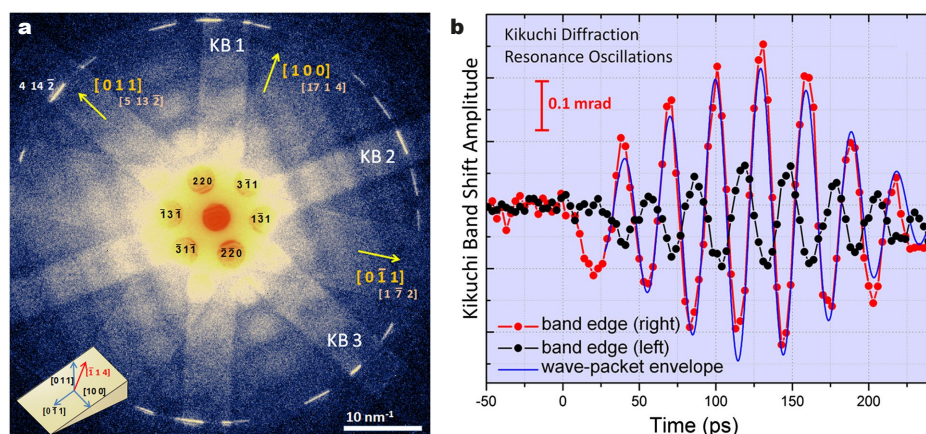 a
KB 1
[0 1 1]
[5 13 2̄]
[1 0 0]
[17 1 4]
4 14 2̄
KB 2
220
3 1̄ 1
1̄ 3 1̄
1 3̄ 1
3̄ 1 1̄
2̄ 2̄ 0
[0 1̄ 1]
[1 7̄ 2]
KB 3
[0 1 1]
[1̄ 1 4]
[0 1̄ 1]
[1 0 0]
10 nm⁻¹
b
Kikuchi Diffraction
Resonance Oscillations
0.1 mrad
Kikuchi Band Shift Amplitude
band edge (right)
band edge (left)
wave-packet envelope
-50 0 50 100 150 200
Time (ps)